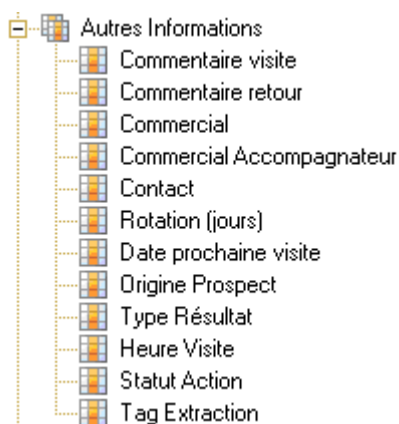 Autres Informations
Commentaire visite
Commentaire retour
Commercial
Commercial Accompagnateur
Contact
Rotation (jours)
Date prochaine visite
Origine Prospect
Type Résultat
Heure Visite
Statut Action
Tag Extraction